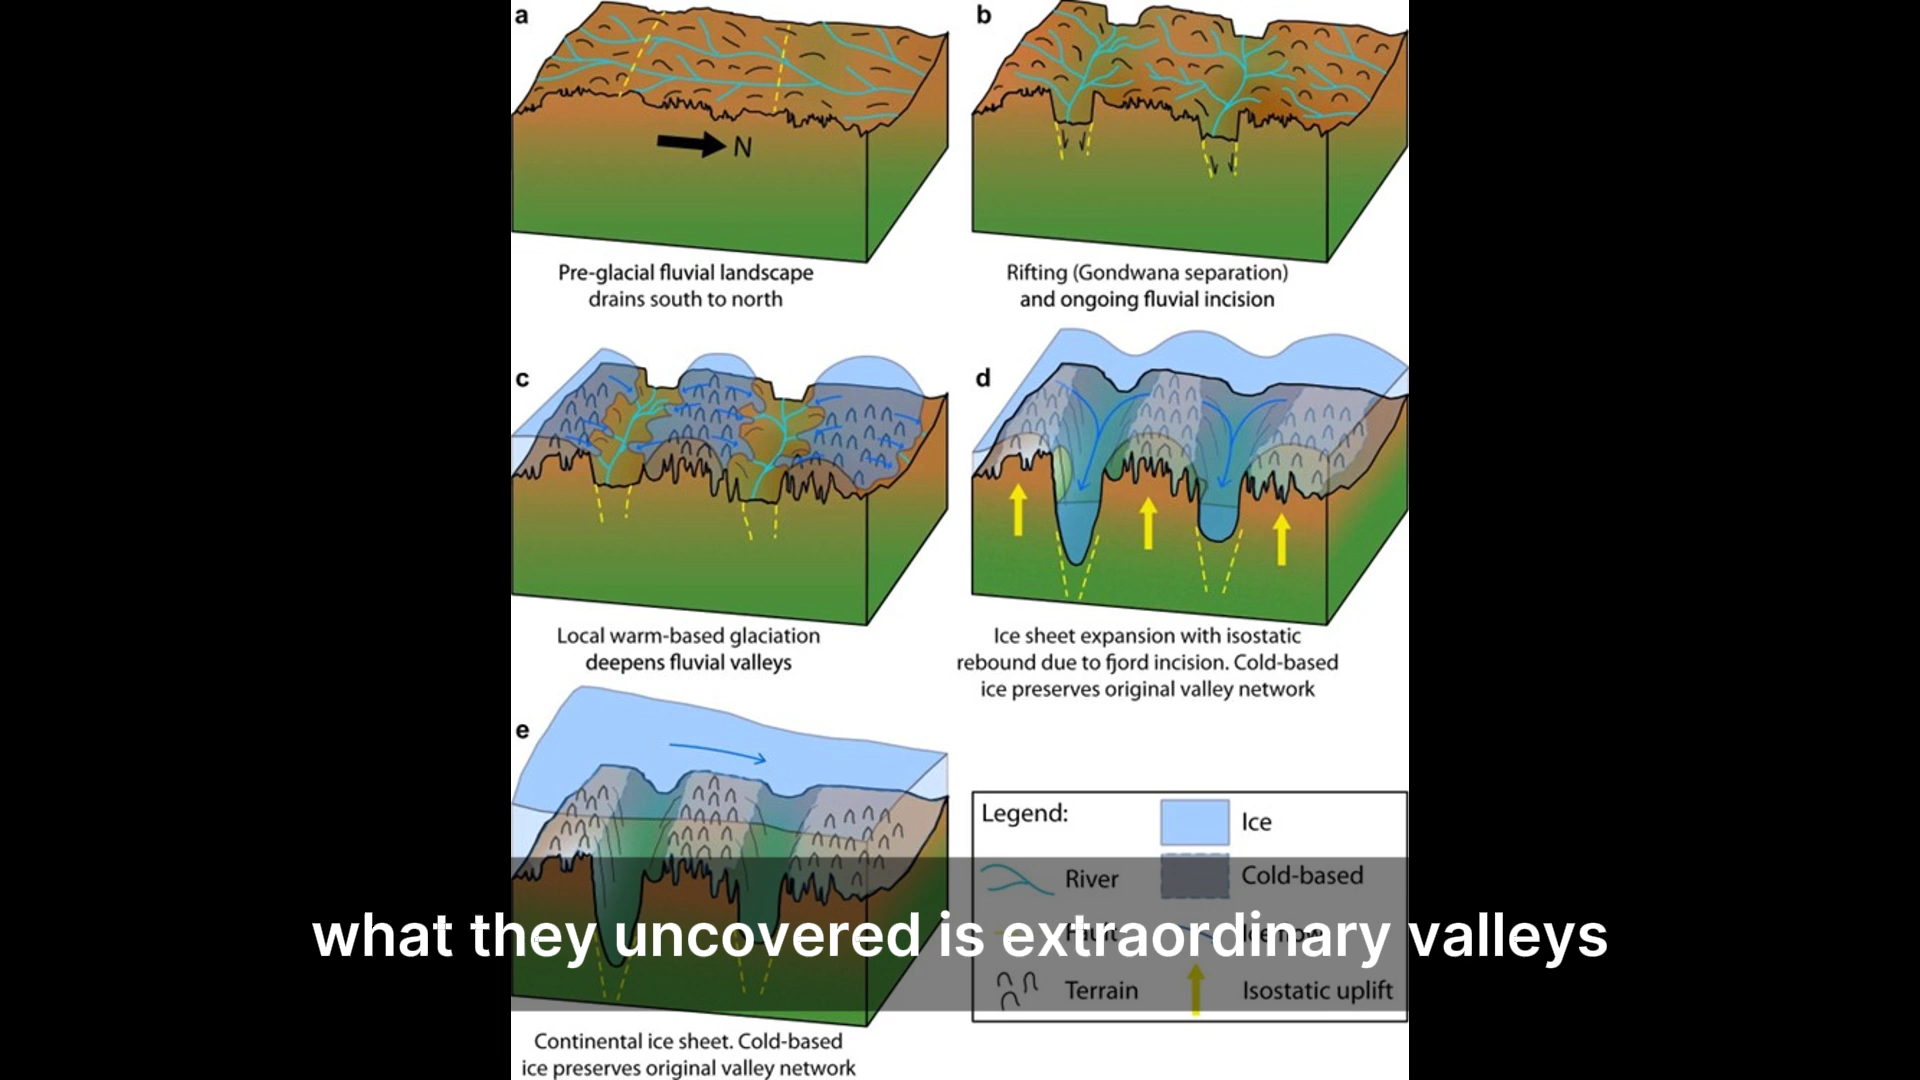 a
b
N
Pre-glacial fluvial landscape
drains south to north
Rifting (Gondwana separation)
and ongoing fluvial incision
c
d
Local warm-based glaciation
deepens fluvial valleys
Ice sheet expansion with isostatic
rebound due to fjord incision. Cold-based
ice preserves original valley network
e
Legend:
Ice
River
Cold-based
Fault
Ice flow
Terrain
Isostatic uplift
what they uncovered is extraordinary valleys
Continental ice sheet. Cold-based
ice preserves original valley network